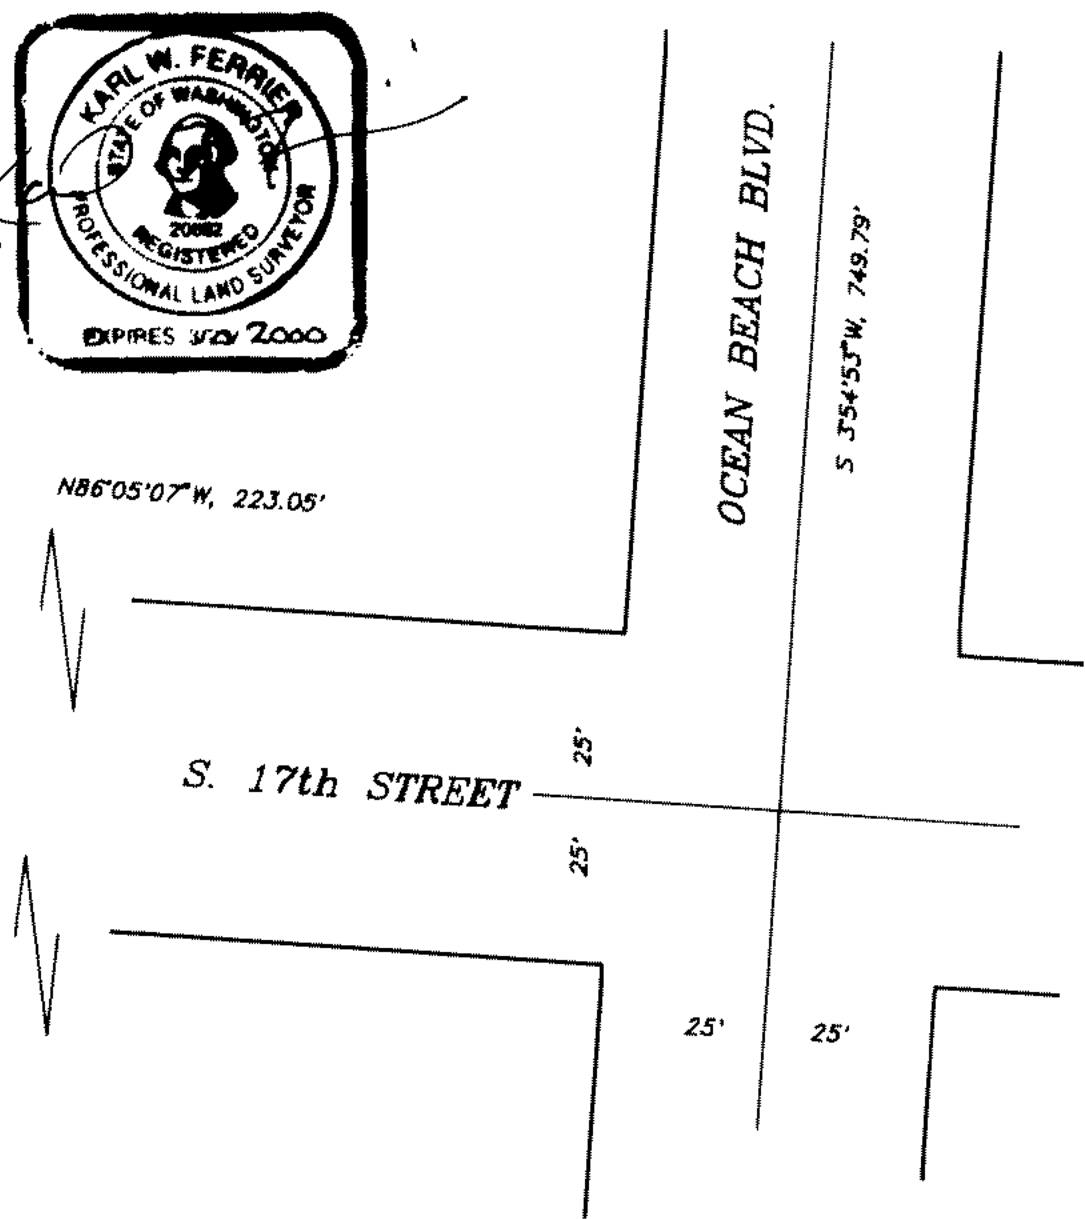 KARL W. FERRIER
STATE OF WASHINGTON
REGISTERED
PROFESSIONAL LAND SURVEYOR
EXPIRES 2000
OCEAN BEACH BLVD.
S 3°54'53"W, 749.79'
N86°05'07"W, 223.05'
S. 17th STREET
25'
25'
25' 25'